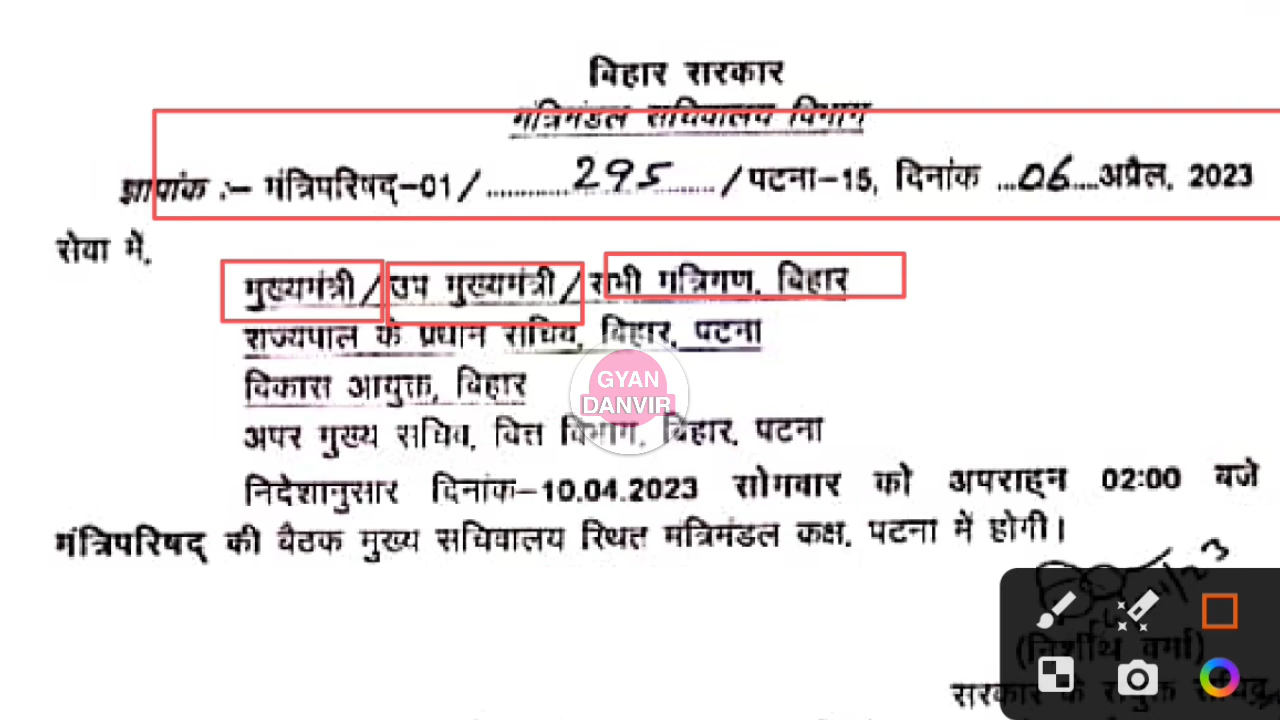 बिहार सरकार
मंत्रिमंडल सचिवालय विभाग
ज्ञापांक :– मंत्रिपरिषद्–01/.............295......./पटना–15, दिनांक ...06....अप्रैल, 2023
सेवा में,
मुख्यमंत्री/उप मुख्यमंत्री/सभी मंत्रिगण, बिहार
राज्यपाल के प्रधान सचिव, बिहार, पटना
विकास आयुक्त, बिहार
GYAN
DANVIR
अपर मुख्य सचिव, वित्त विभाग, बिहार, पटना
निदेशानुसार दिनांक–10.04.2023 सोमवार को अपराह्न 02:00 बजे
मंत्रिपरिषद् की बैठक मुख्य सचिवालय स्थित मंत्रिमंडल कक्ष, पटना में होगी।
(निशीथ वर्मा)
सरकार के संयुक्त सचिव